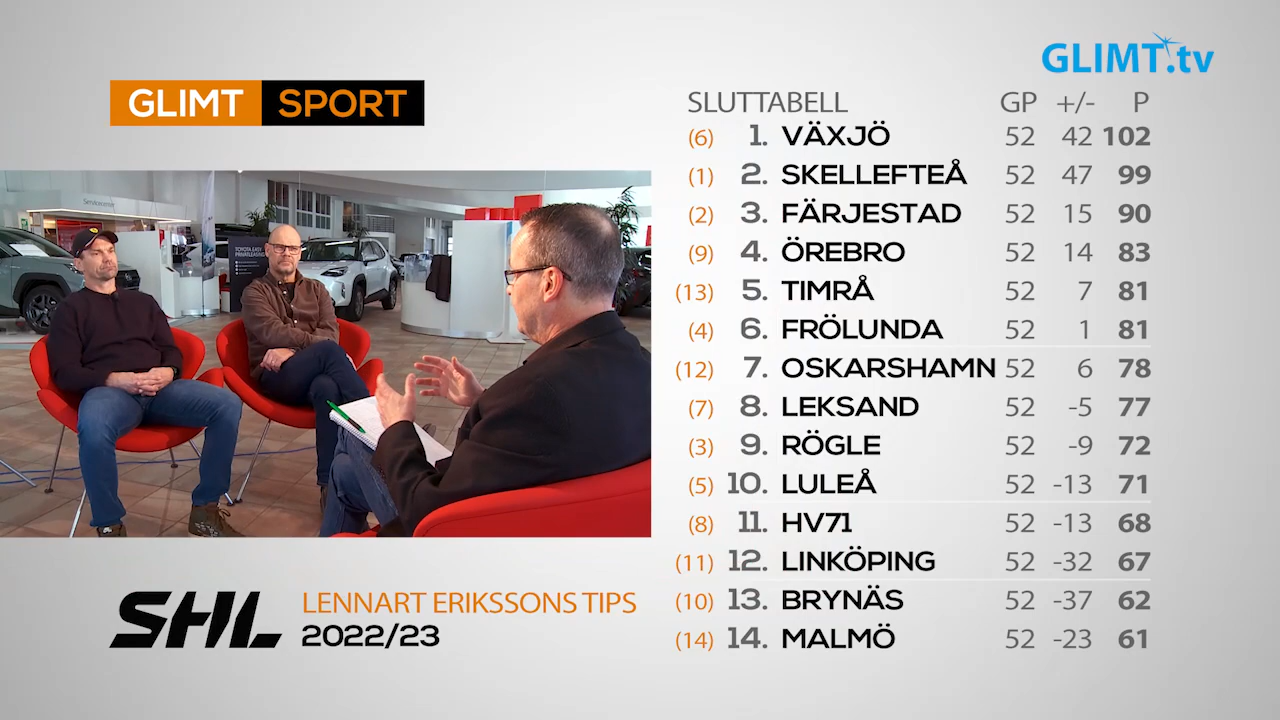 GLIMT.tv
GLIMT SPORT
SLUTTABELL GP +/- P
(6) 1. VÄXJÖ 52 42 102
(1) 2. SKELLEFTEÅ 52 47 99
(2) 3. FÄRJESTAD 52 15 90
(9) 4. ÖREBRO 52 14 83
(13) 5. TIMRÅ 52 7 81
(4) 6. FRÖLUNDA 52 1 81
(12) 7. OSKARSHAMN 52 6 78
(7) 8. LEKSAND 52 -5 77
(3) 9. RÖGLE 52 -9 72
(5) 10. LULEÅ 52 -13 71
(8) 11. HV71 52 -13 68
(11) 12. LINKÖPING 52 -32 67
(10) 13. BRYNÄS 52 -37 62
(14) 14. MALMÖ 52 -23 61
Servicecenter
TOYOTA EASY
PRIVATLEASING
SHL
LENNART ERIKSSONS TIPS
2022/23